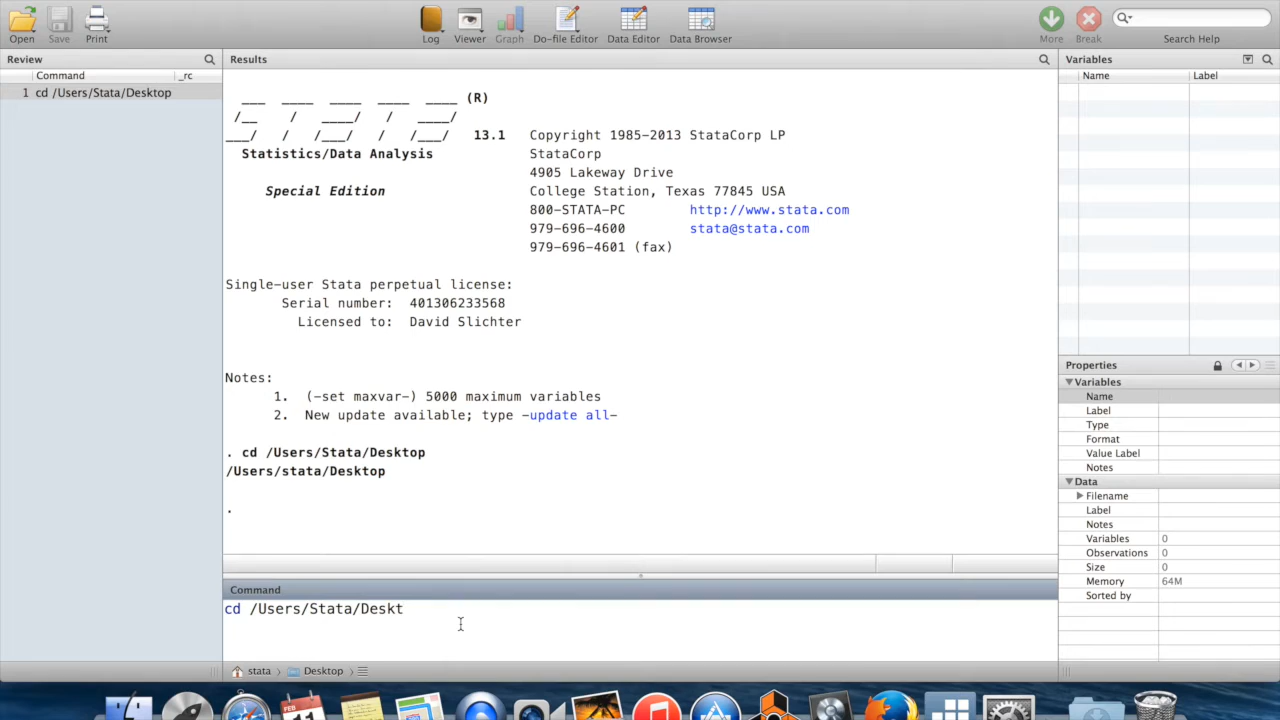 Open
Save
Print
Log
Viewer
Graph
Do-file Editor
Data Editor
Data Browser
More
Break
Search Help
Review
Command _rc
1 cd /Users/Stata/Desktop
Results
(R)
13.1 Copyright 1985-2013 StataCorp LP
Statistics/Data Analysis StataCorp
4905 Lakeway Drive
Special Edition College Station, Texas 77845 USA
800-STATA-PC http://www.stata.com
979-696-4600 stata@stata.com
979-696-4601 (fax)
Single-user Stata perpetual license:
Serial number: 401306233568
Licensed to: David Slichter
Notes:
1. (-set maxvar-) 5000 maximum variables
2. New update available; type -update all-
. cd /Users/Stata/Desktop
/Users/stata/Desktop
.
Command
cd /Users/Stata/Deskt
stata Desktop
Variables
Name Label
Properties
Variables
Name
Label
Type
Format
Value Label
Notes
Data
Filename
Label
Notes
Variables 0
Observations 0
Size 0
Memory 64M
Sorted by
FEB
11